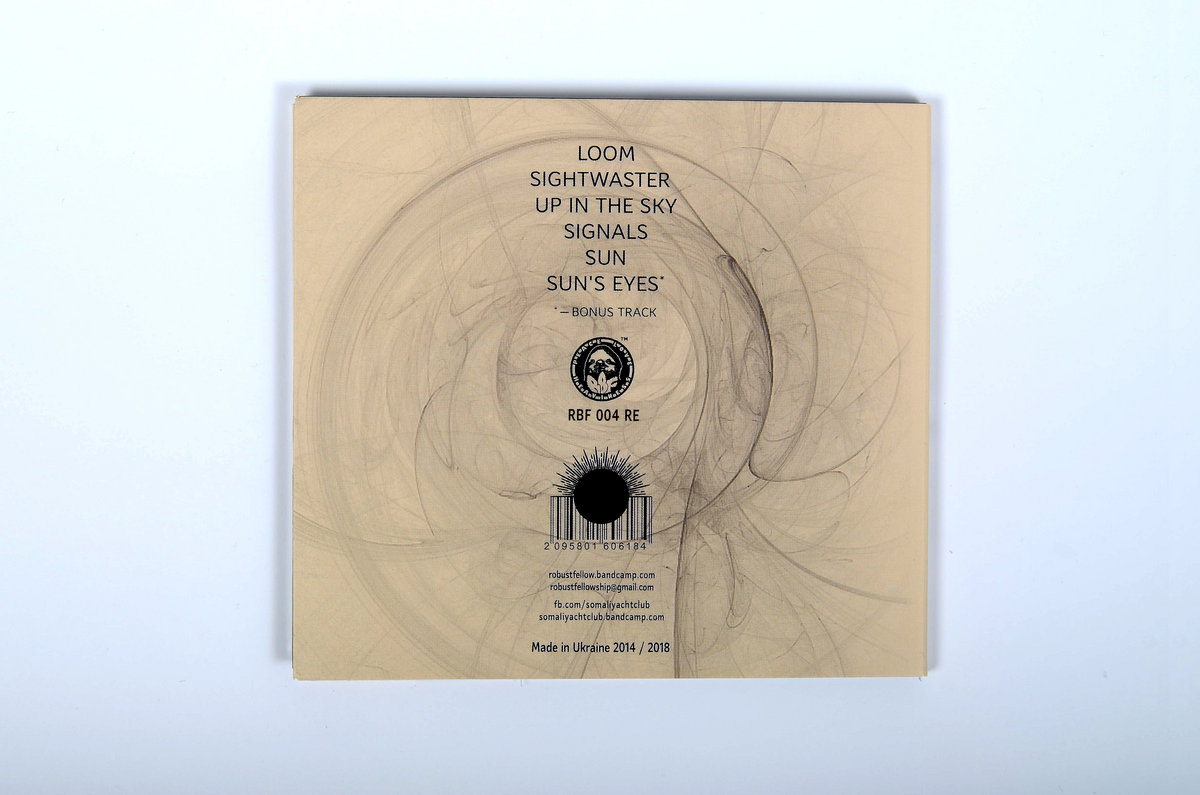 LOOM
SIGHTWASTER
UP IN THE SKY
SIGNALS
SUN
SUN'S EYES*
* — BONUS TRACK
TM
RBF 004 RE
2 095801 606184
robustfellow.bandcamp.com
robustfellowship@gmail.com
fb.com/somaliyachtclub
somaliyachtclub.bandcamp.com
Made in Ukraine 2014 / 2018